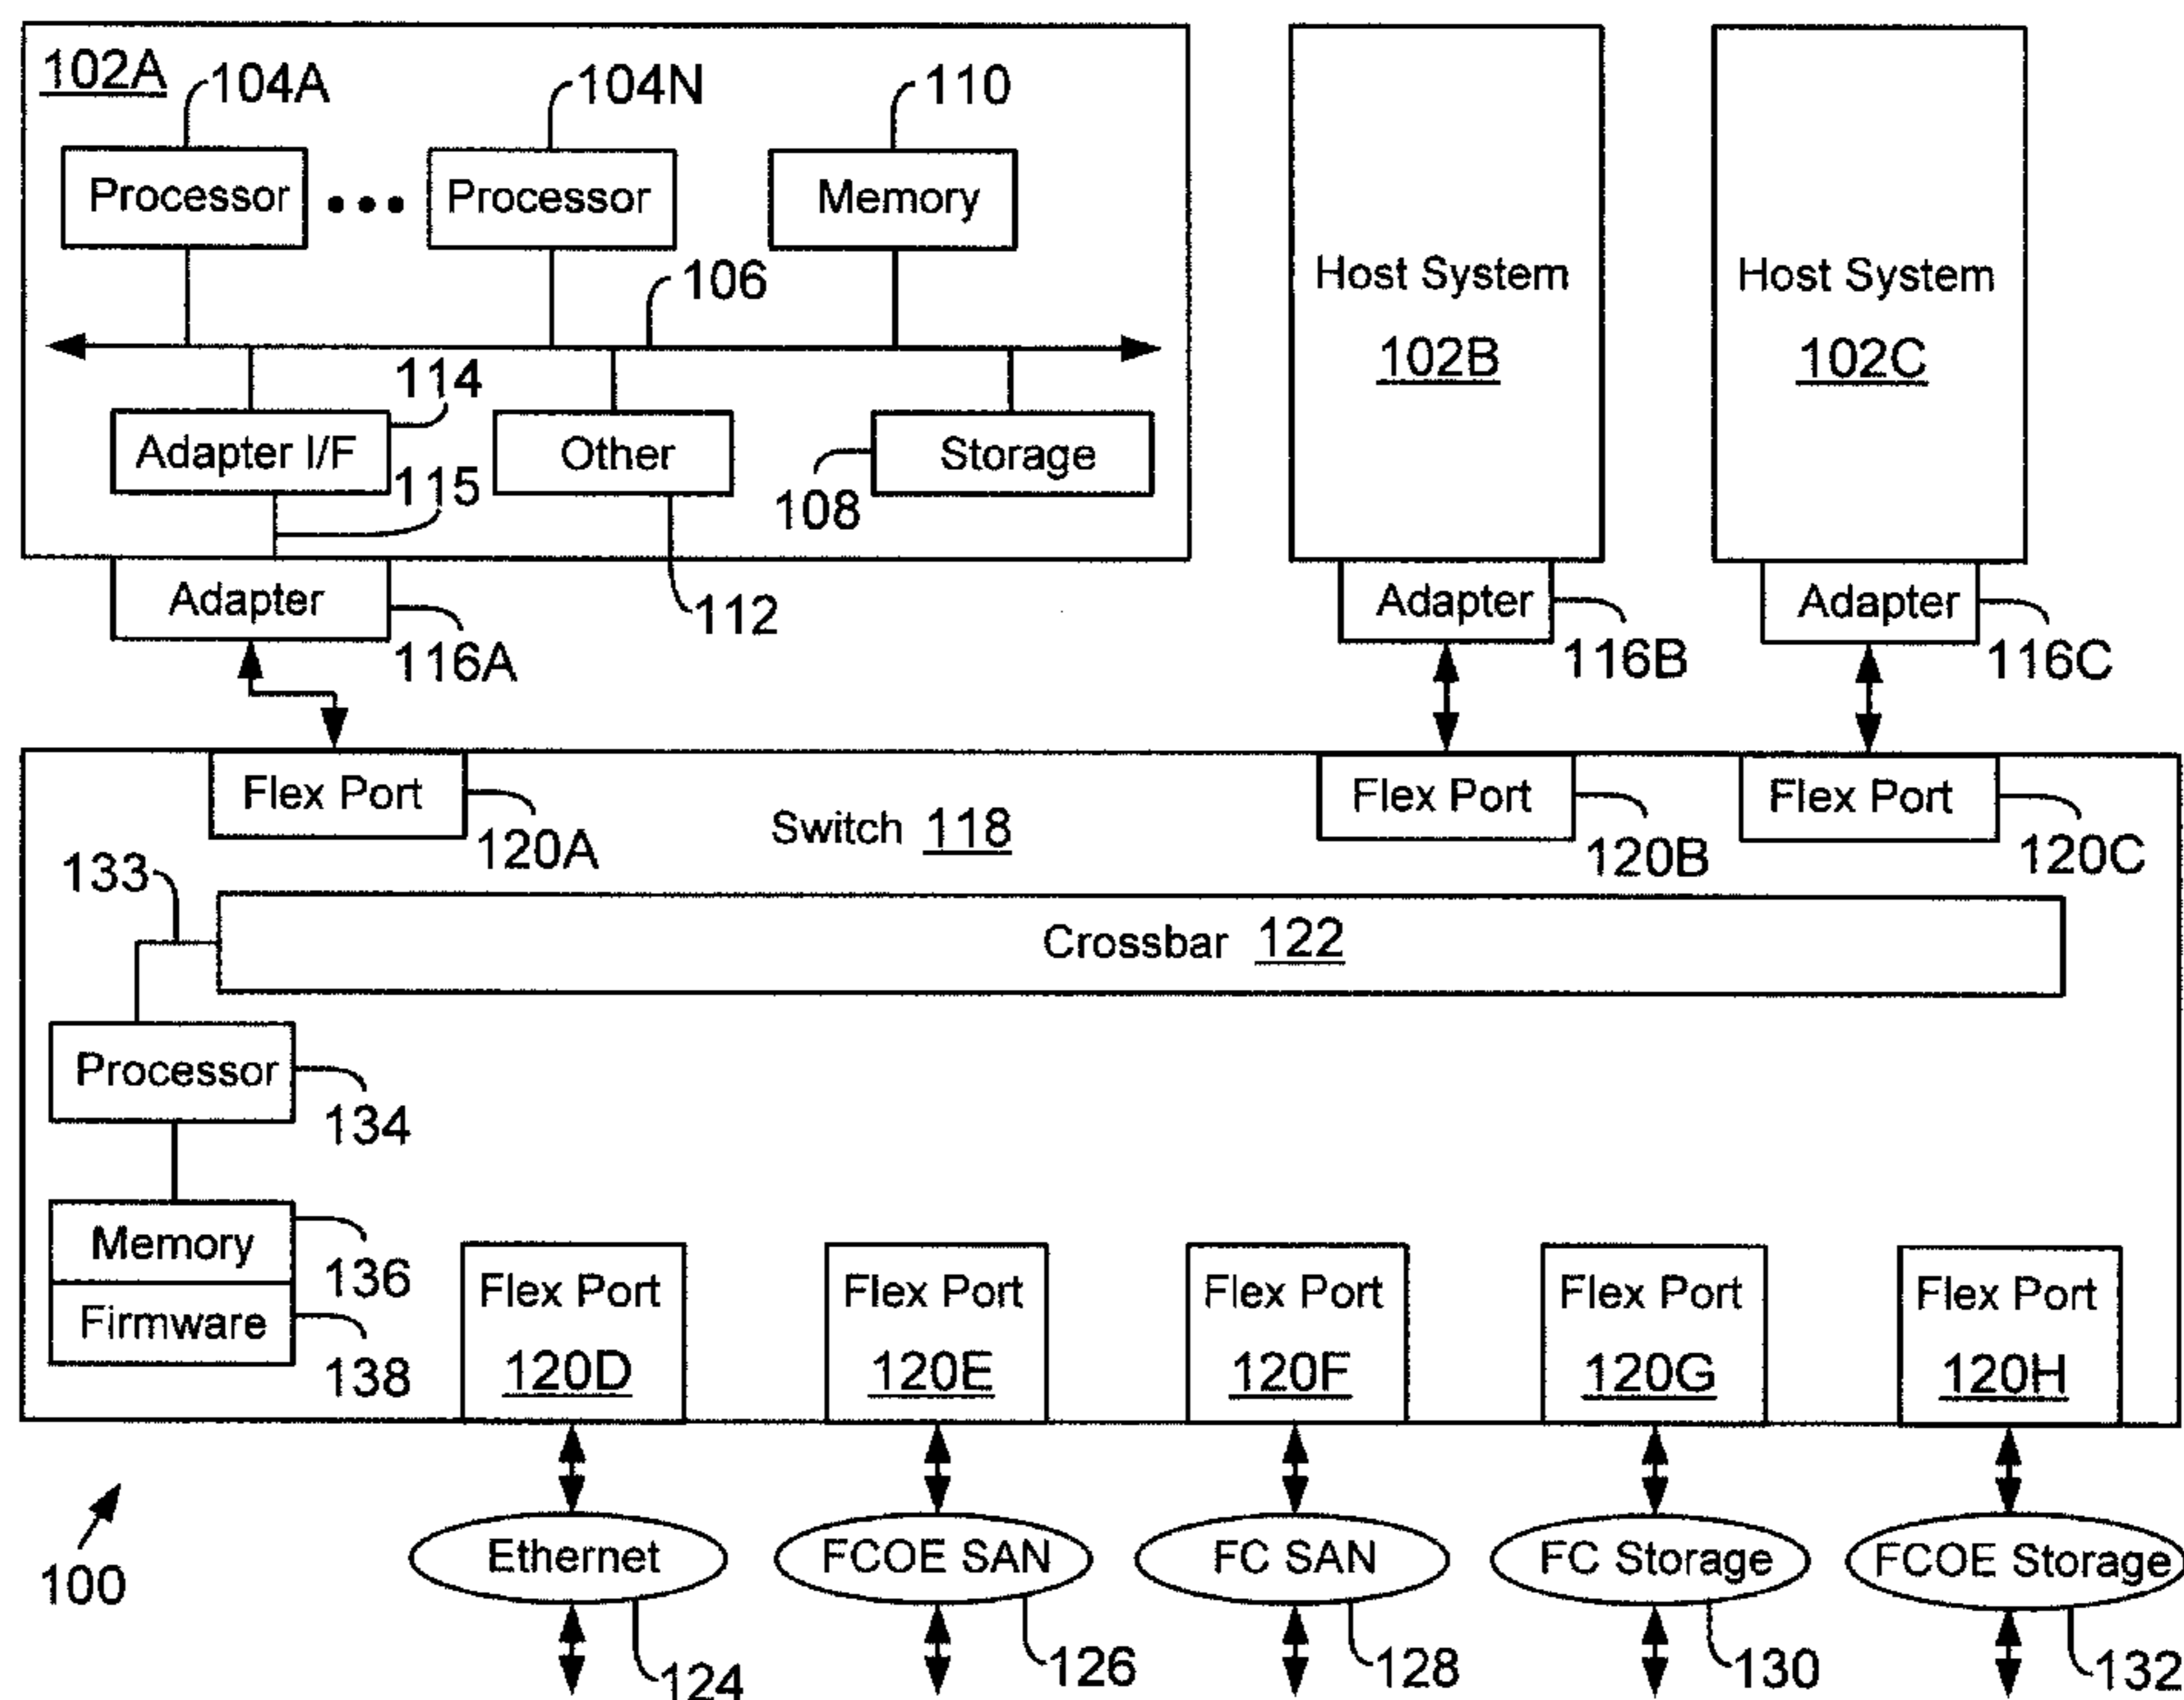 102A
104A
104N
110
Processor
Processor
Memory
Host System
102B
Host System
102C
106
114
Adapter I/F
Other
Storage
115
108
Adapter
116A
112
Adapter
116B
Adapter
116C
Flex Port
120A
Switch 118
Flex Port
120B
Flex Port
120C
133
Crossbar 122
Processor
134
Memory
136
Firmware
138
Flex Port
120D
Flex Port
120E
Flex Port
120F
Flex Port
120G
Flex Port
120H
100
Ethernet
FCOE SAN
FC SAN
FC Storage
FCOE Storage
124
126
128
130
132